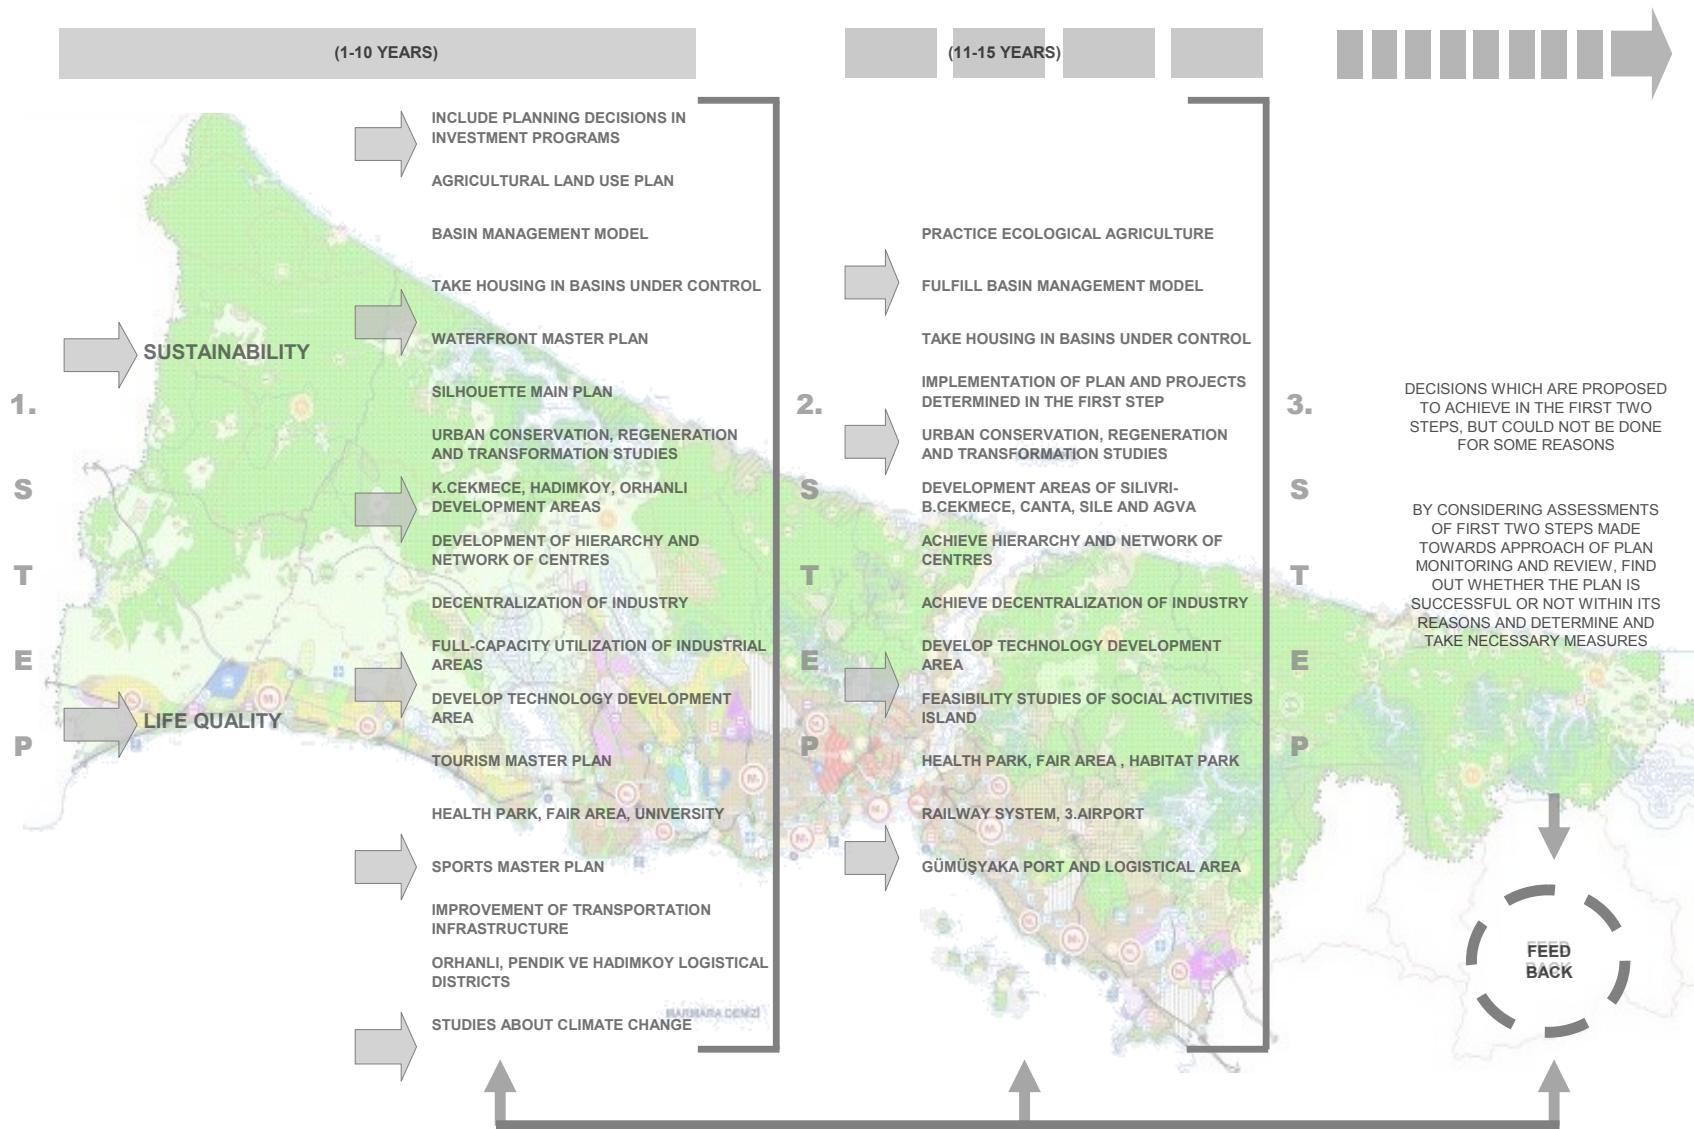 (1-10 YEARS)
(11-15 YEARS)
1.
S
T
E
P
SUSTAINABILITY
LIFE QUALITY
INCLUDE PLANNING DECISIONS IN
INVESTMENT PROGRAMS
AGRICULTURAL LAND USE PLAN
BASIN MANAGEMENT MODEL
TAKE HOUSING IN BASINS UNDER CONTROL
WATERFRONT MASTER PLAN
SILHOUETTE MAIN PLAN
URBAN CONSERVATION, REGENERATION
AND TRANSFORMATION STUDIES
K.CEKMECE, HADIMKOY, ORHANLI
DEVELOPMENT AREAS
DEVELOPMENT OF HIERARCHY AND
NETWORK OF CENTRES
DECENTRALIZATION OF INDUSTRY
FULL-CAPACITY UTILIZATION OF INDUSTRIAL
AREAS
DEVELOP TECHNOLOGY DEVELOPMENT
AREA
TOURISM MASTER PLAN
HEALTH PARK, FAIR AREA, UNIVERSITY
SPORTS MASTER PLAN
IMPROVEMENT OF TRANSPORTATION
INFRASTRUCTURE
ORHANLI, PENDIK VE HADIMKOY LOGISTICAL
DISTRICTS
STUDIES ABOUT CLIMATE CHANGE
MARMARA DENİZİ
2.
S
T
E
P
PRACTICE ECOLOGICAL AGRICULTURE
FULFILL BASIN MANAGEMENT MODEL
TAKE HOUSING IN BASINS UNDER CONTROL
IMPLEMENTATION OF PLAN AND PROJECTS
DETERMINED IN THE FIRST STEP
URBAN CONSERVATION, REGENERATION
AND TRANSFORMATION STUDIES
DEVELOPMENT AREAS OF SILIVRI-
B.CEKMECE, CANTA, SILE AND AGVA
ACHIEVE HIERARCHY AND NETWORK OF
CENTRES
ACHIEVE DECENTRALIZATION OF INDUSTRY
DEVELOP TECHNOLOGY DEVELOPMENT
AREA
FEASIBILITY STUDIES OF SOCIAL ACTIVITIES
ISLAND
HEALTH PARK, FAIR AREA , HABITAT PARK
RAILWAY SYSTEM, 3.AIRPORT
GÜMÜŞYAKA PORT AND LOGISTICAL AREA
3.
S
T
E
P
DECISIONS WHICH ARE PROPOSED
TO ACHIEVE IN THE FIRST TWO
STEPS, BUT COULD NOT BE DONE
FOR SOME REASONS
BY CONSIDERING ASSESSMENTS
OF FIRST TWO STEPS MADE
TOWARDS APPROACH OF PLAN
MONITORING AND REVIEW, FIND
OUT WHETHER THE PLAN IS
SUCCESSFUL OR NOT WITHIN ITS
REASONS AND DETERMINE AND
TAKE NECESSARY MEASURES
FEED
BACK